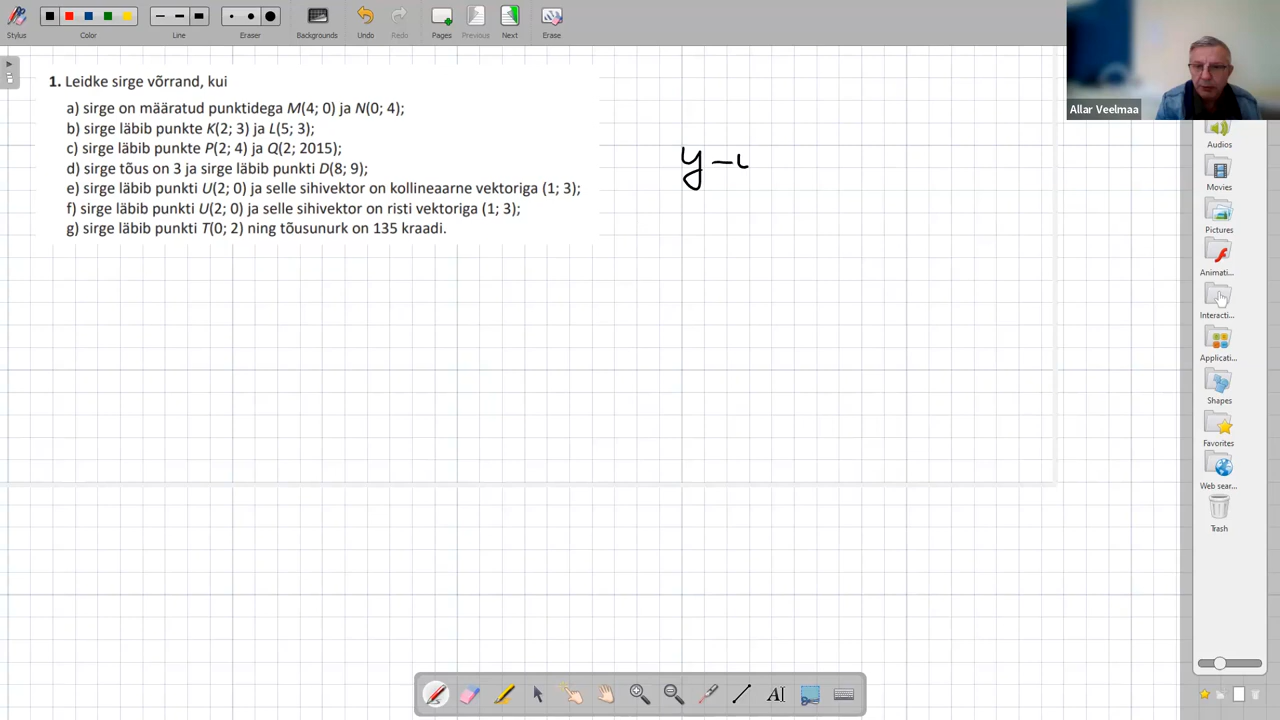 Stylus
Color
Line
Eraser
Backgrounds
Undo
Redo
Pages
Previous
Next
Erase
Allar Veelmaa
1. Leidke sirge võrrand, kui
a) sirge on määratud punktidega M(4; 0) ja N(0; 4);
b) sirge läbib punkte K(2; 3) ja L(5; 3);
c) sirge läbib punkte P(2; 4) ja Q(2; 2015);
d) sirge tõus on 3 ja sirge läbib punkti D(8; 9);
e) sirge läbib punkti U(2; 0) ja selle sihivektor on kollineaarne vektoriga (1; 3);
f) sirge läbib punkti U(2; 0) ja selle sihivektor on risti vektoriga (1; 3);
g) sirge läbib punkti T(0; 2) ning tõusunurk on 135 kraadi.
y –
Audios
Movies
Pictures
Animati...
Interacti...
Applicati...
Shapes
Favorites
Web sear...
Trash